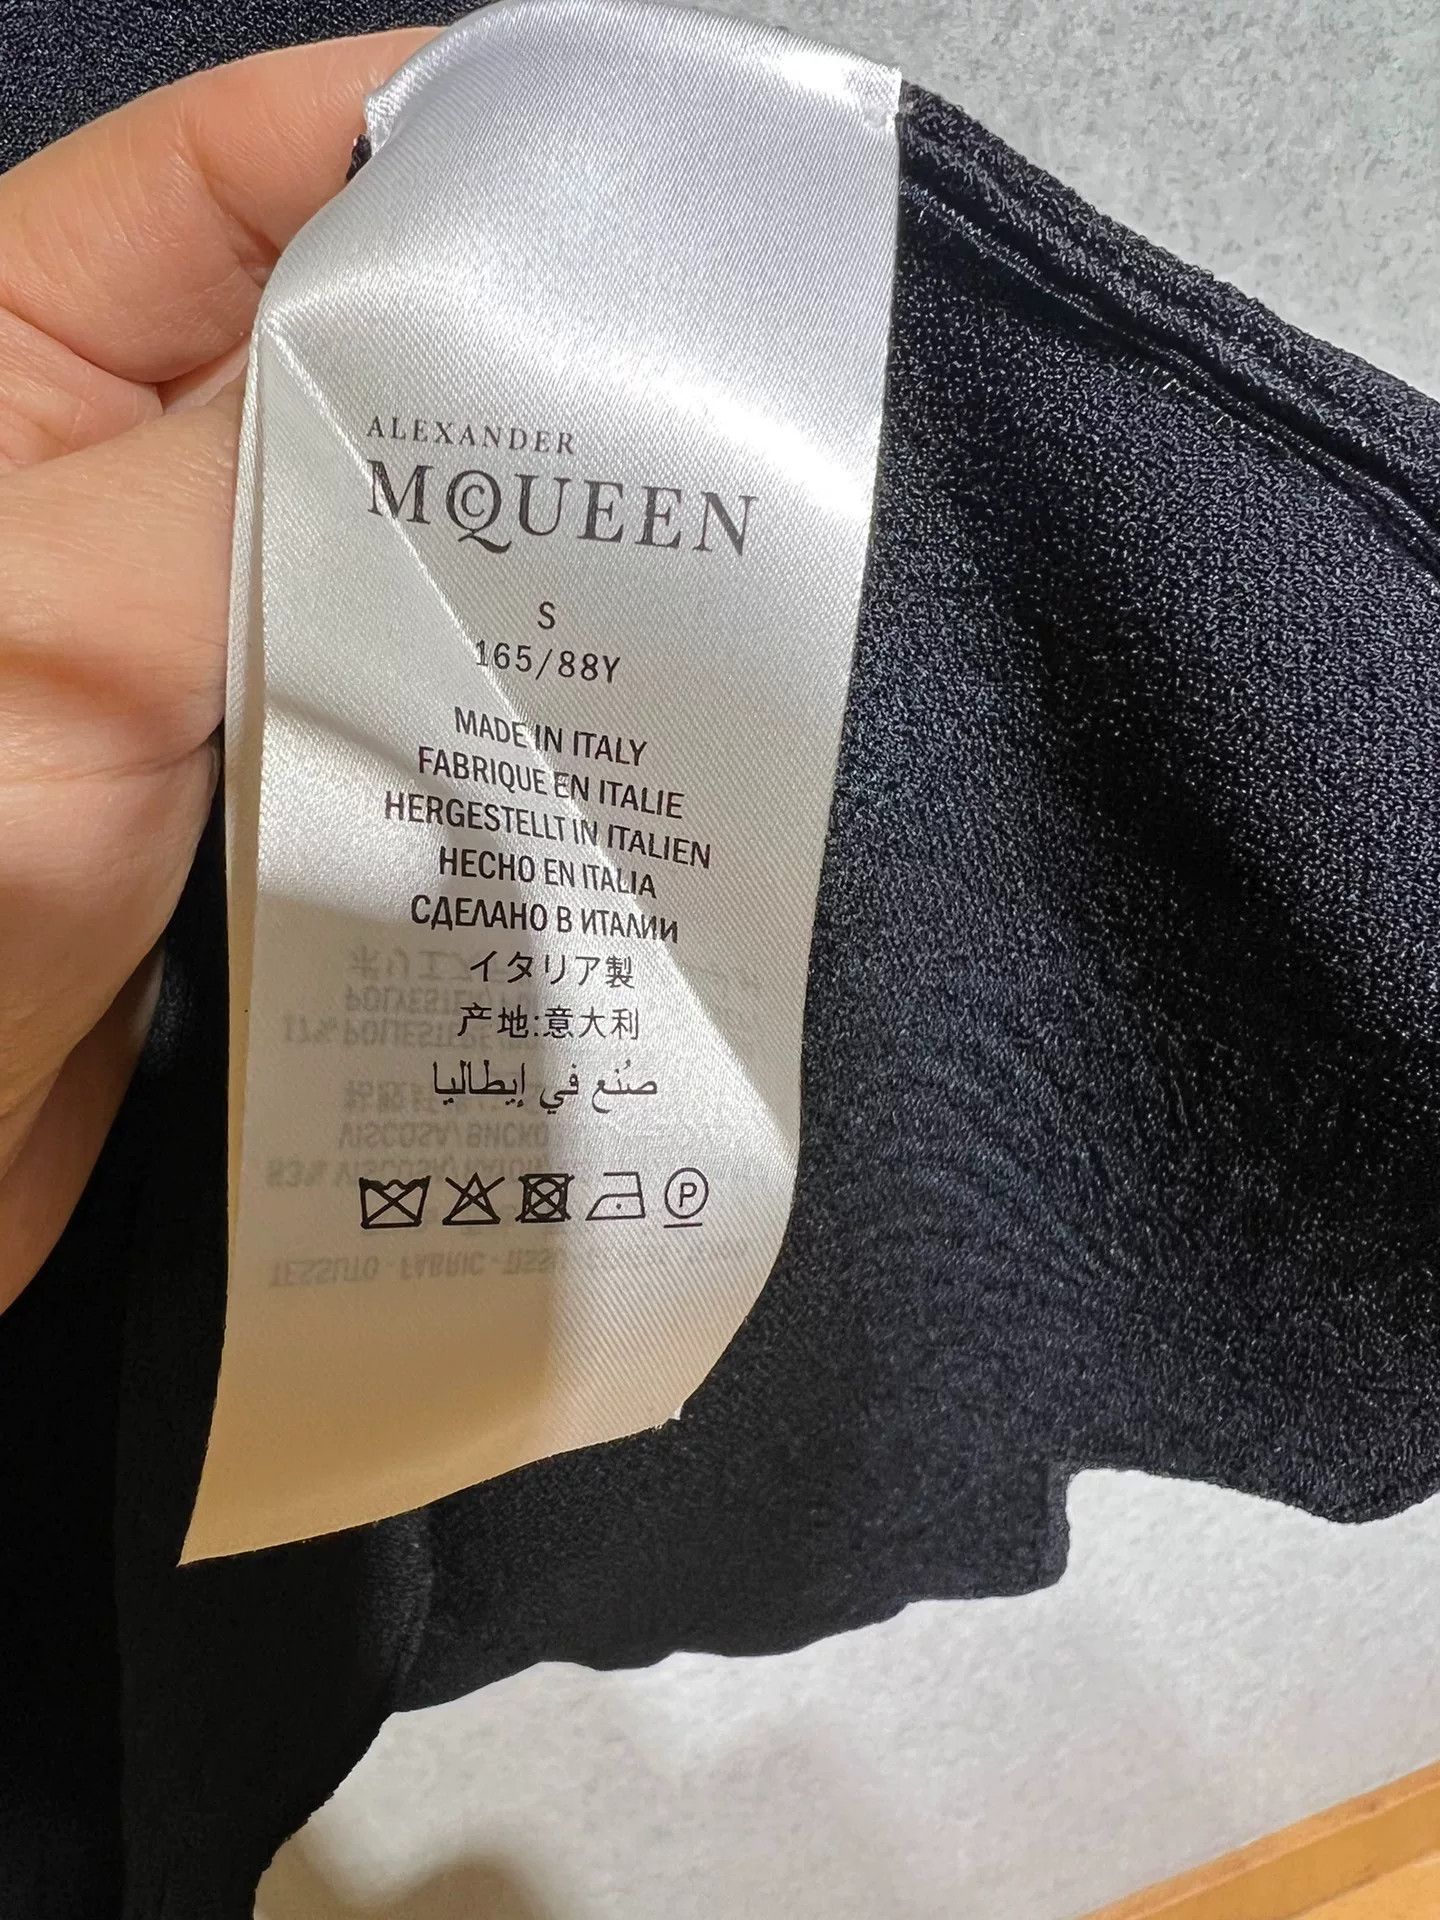 ALEXANDER
MCQUEEN
S
165/88Y
MADE IN ITALY
FABRIQUE EN ITALIE
HERGESTELLT IN ITALIEN
HECHO EN ITALIA
СДЕЛАНО В ИТАЛИИ
イタリア製
产地:意大利
صُنع في إيطاليا
P